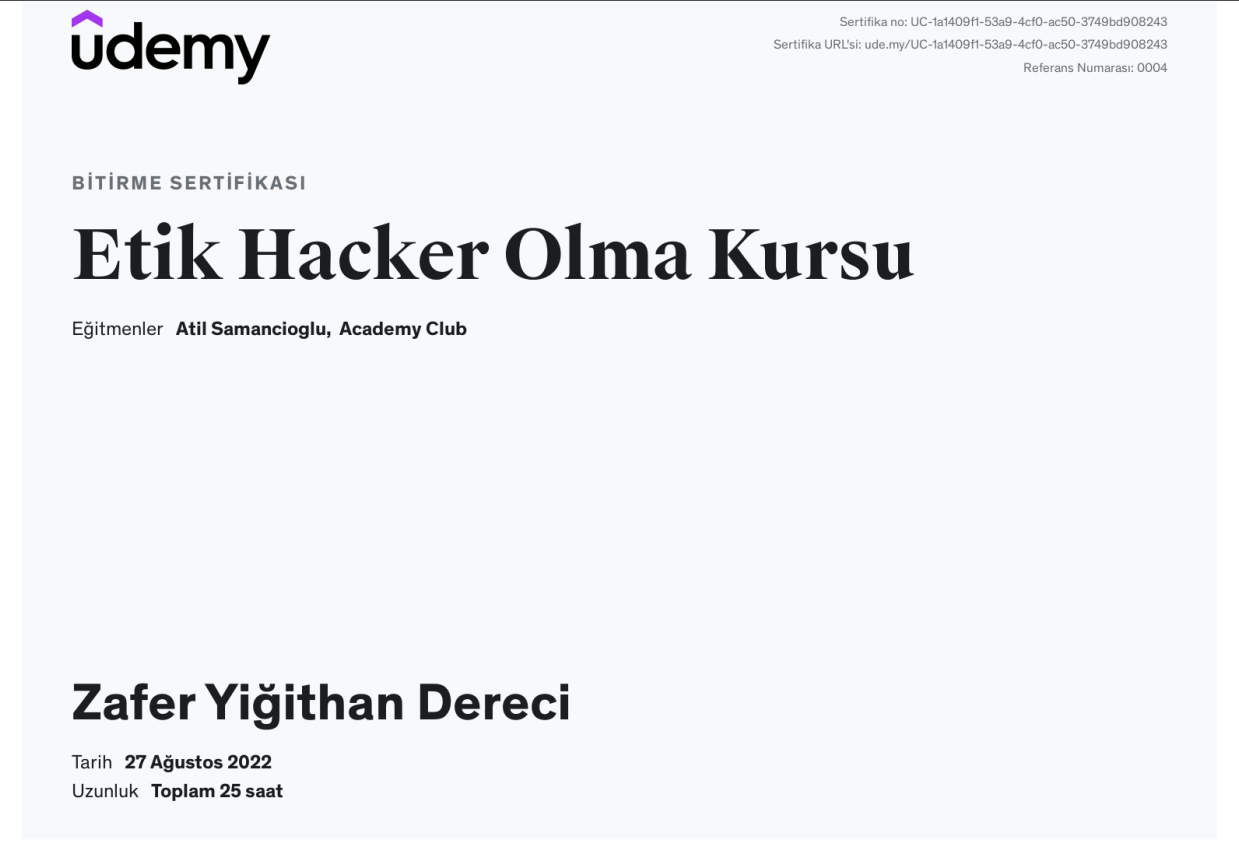 udemy
Sertifika no: UC-1a1409f1-53a9-4cf0-ac50-3749bd908243
Sertifika URL'si: ude.my/UC-1a1409f1-53a9-4cf0-ac50-3749bd908243
Referans Numarası: 0004
BİTİRME SERTİFİKASI
Etik Hacker Olma Kursu
Eğitmenler Atil Samancioglu, Academy Club
Zafer Yiğithan Dereci
Tarih 27 Ağustos 2022
Uzunluk Toplam 25 saat